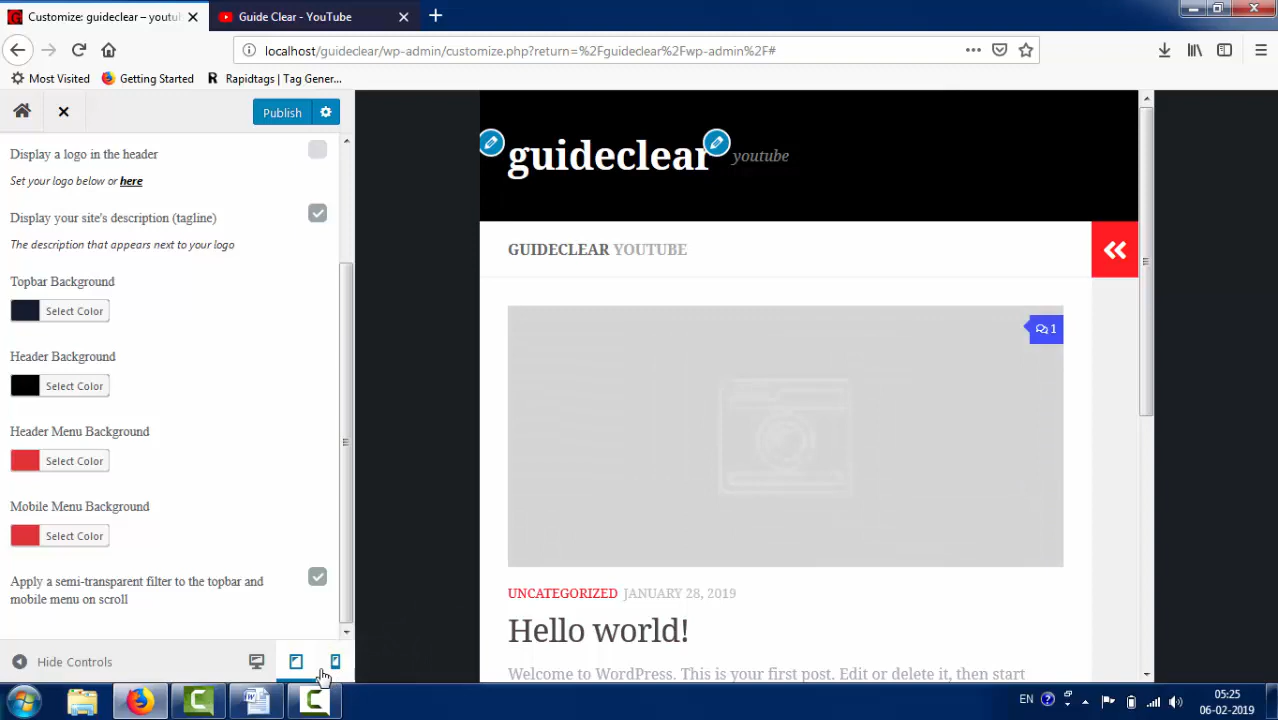 Customize: guideclear – youtul
Guide Clear - YouTube
localhost/guideclear/wp-admin/customize.php?return=%2Fguideclear%2Fwp-admin%2F#
Most Visited
Getting Started
R Rapidtags | Tag Gener...
Publish
Display a logo in the header
Set your logo below or here
Display your site's description (tagline)
The description that appears next to your logo
Topbar Background
Select Color
Header Background
Select Color
Header Menu Background
Select Color
Mobile Menu Background
Select Color
Apply a semi-transparent filter to the topbar and
mobile menu on scroll
Hide Controls
guideclear youtube
GUIDECLEAR YOUTUBE
1
UNCATEGORIZED JANUARY 28, 2019
Hello world!
Welcome to WordPress. This is your first post. Edit or delete it, then start
EN
05:25
06-02-2019